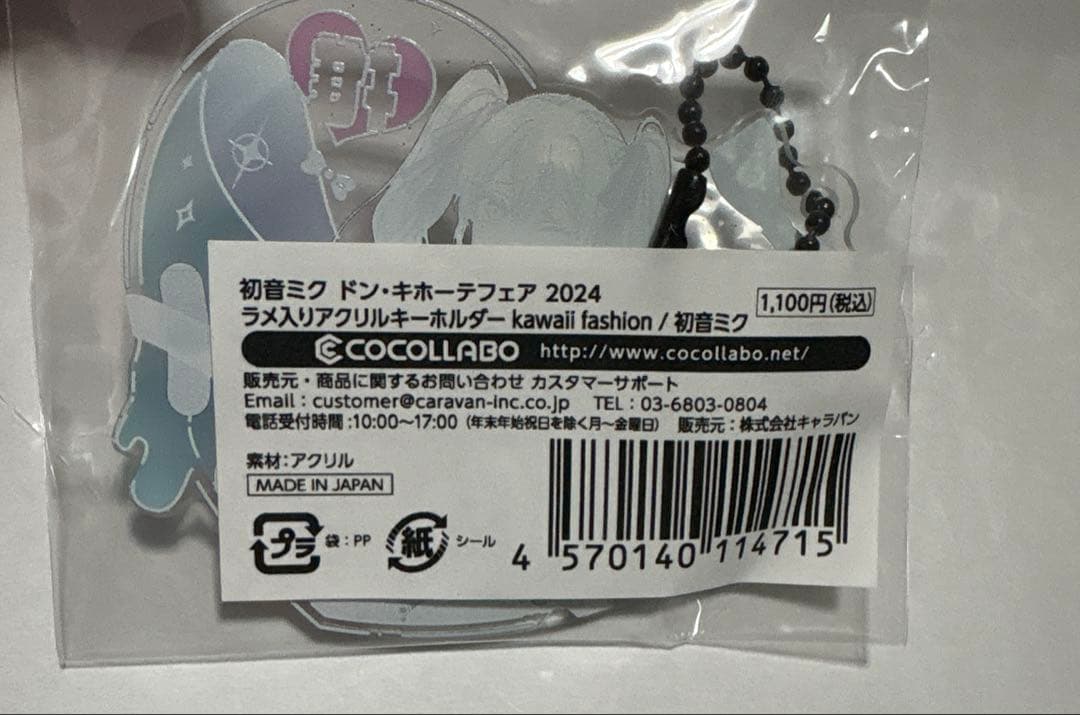 初音ミク ドン・キホーテフェア 2024
ラメ入りアクリルキーホルダー kawaii fashion / 初音ミク
1,100円(税込)
COCOLLABO http://www.cocollabo.net/
販売元・商品に関するお問い合わせ カスタマーサポート
Email : customer@caravan-inc.co.jp TEL : 03-6803-0804
電話受付時間:10:00〜17:00 (年末年始祝日を除く月〜金曜日) 販売元:株式会社キャラバン
素材:アクリル
MADE IN JAPAN
プラ 袋:PP 紙 シール
4 570140 114715